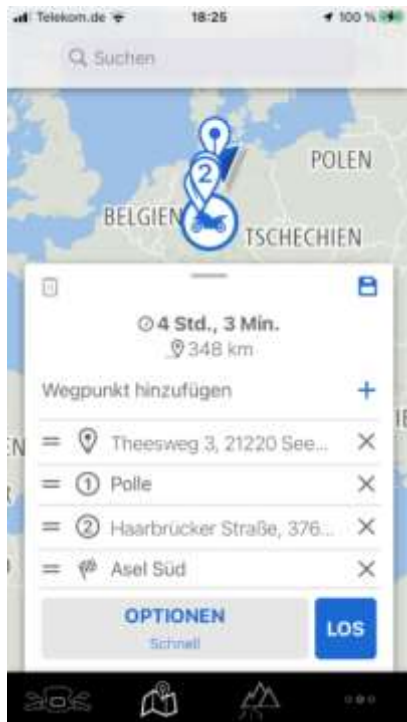 Telekom.de 18:25 100 %
Suchen
2
POLEN
BELGIEN
TSCHECHIEN
4 Std., 3 Min.
348 km
Wegpunkt hinzufügen +
Theesweg 3, 21220 See...
1 Polle
2 Haarbrücker Straße, 376...
Asel Süd
OPTIONEN
Schnell
LOS